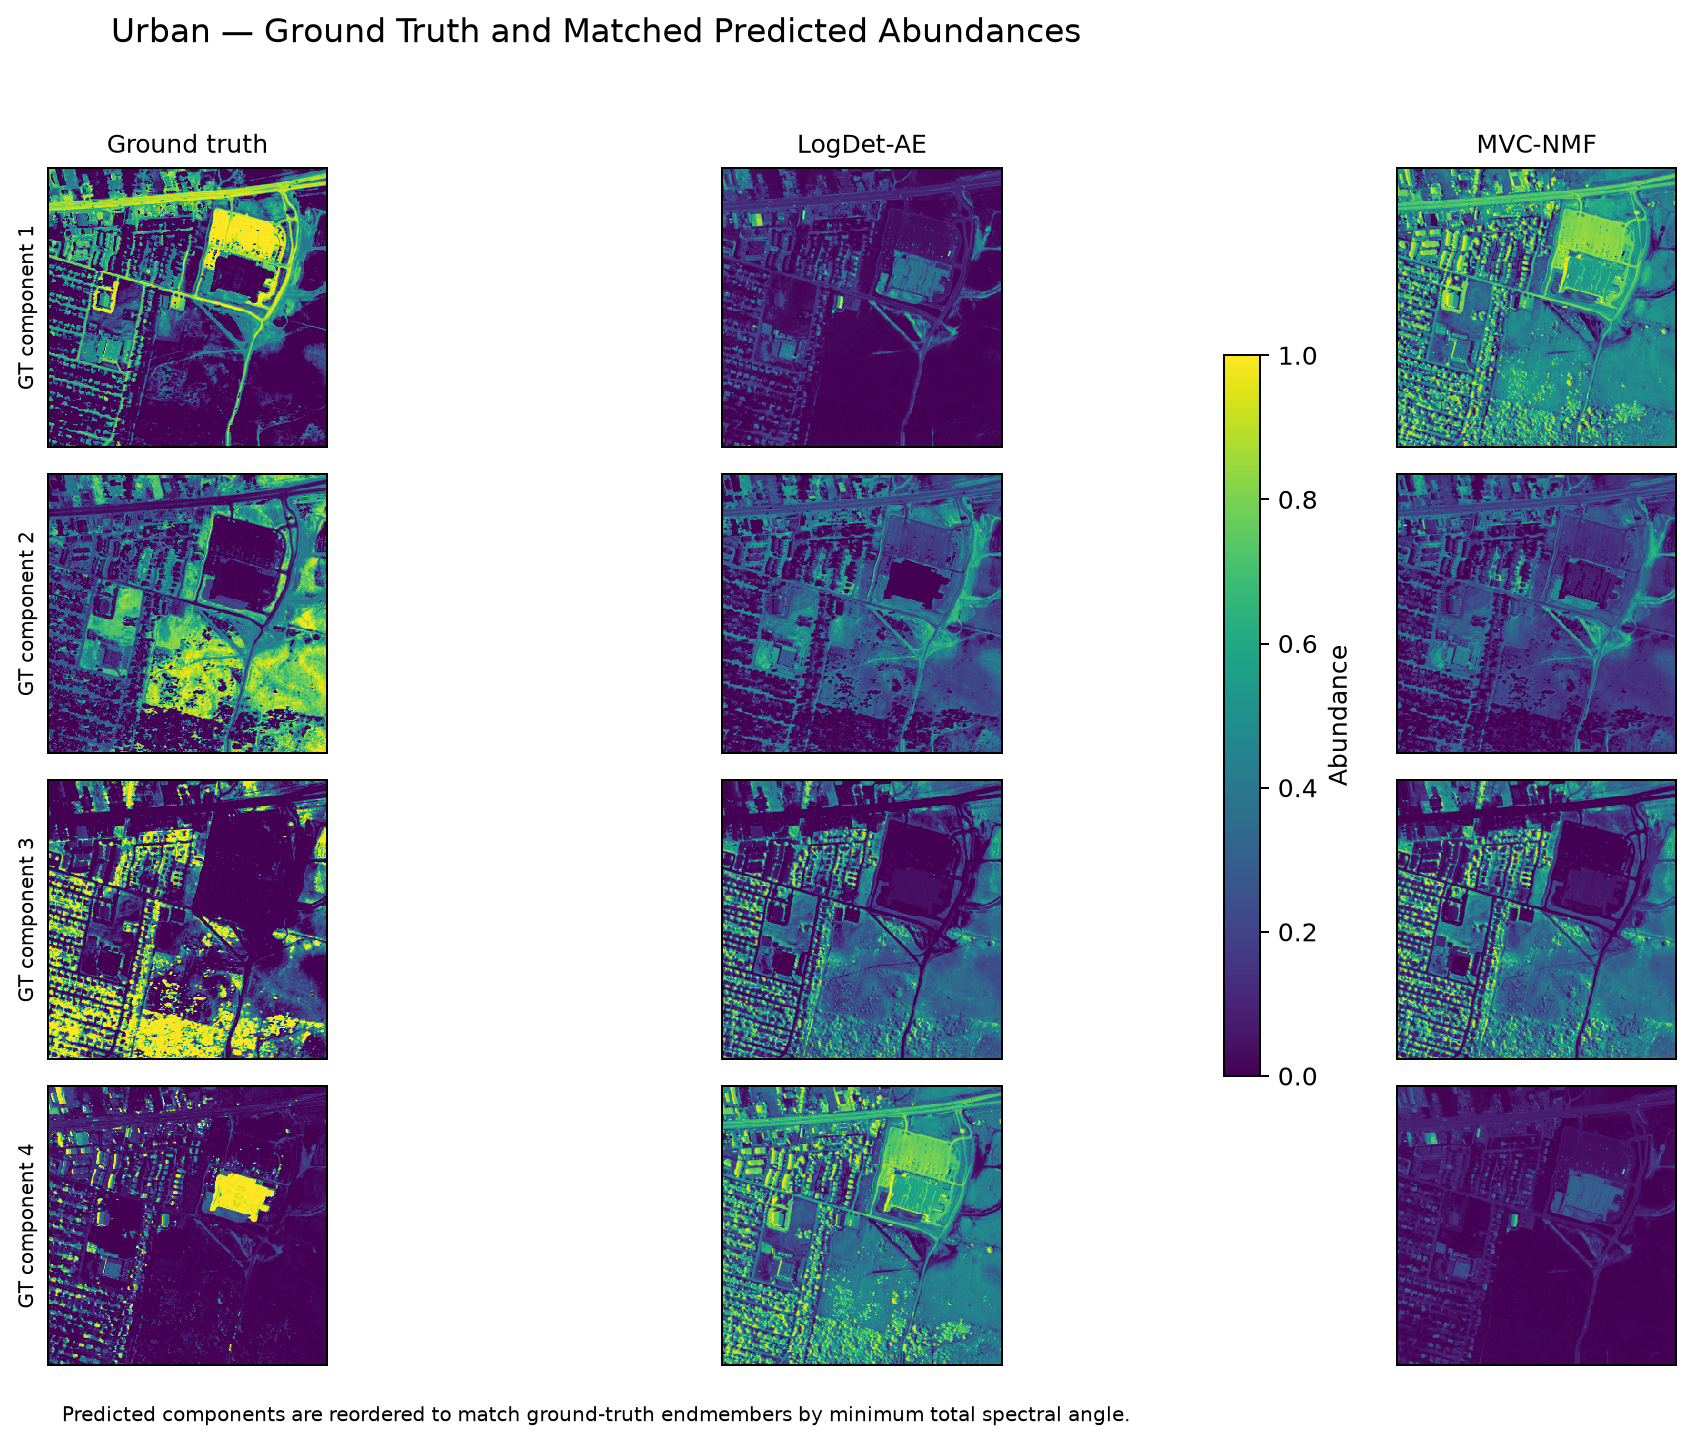 Urban — Ground Truth and Matched Predicted Abundances
Ground truth
LogDet-AE
MVC-NMF
GT component 1
GT component 2
GT component 3
GT component 4
1.0
0.8
0.6
0.4
0.2
0.0
Abundance
Predicted components are reordered to match ground-truth endmembers by minimum total spectral angle.